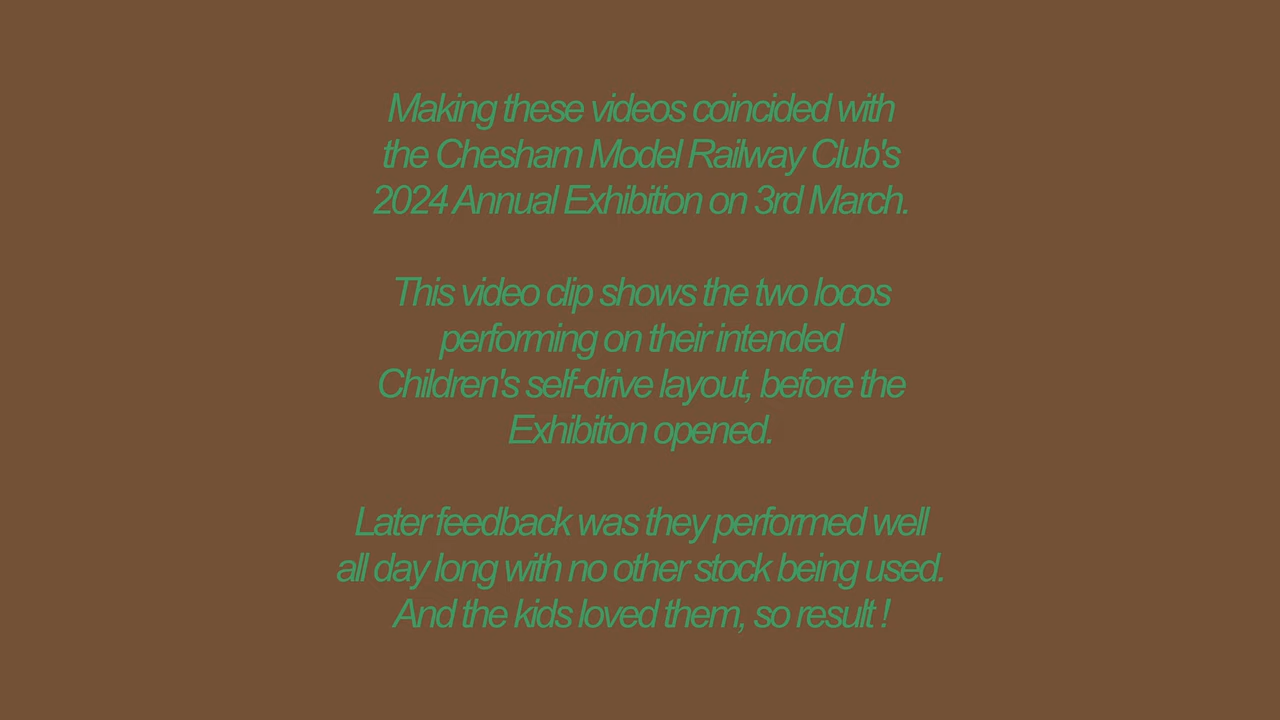 Making these videos coincided with
the Chesham Model Railway Club's
2024 Annual Exhibition on 3rd March.
This video clip shows the two locos
performing on their intended
Children's self-drive layout, before the
Exhibition opened.
Later feedback was they performed well
all day long with no other stock being used.
And the kids loved them, so result !